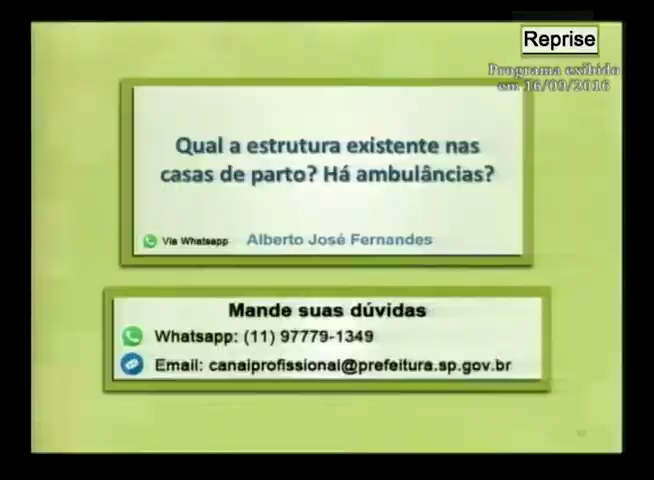 Reprise
Programa exibido
em 16/09/2016
Qual a estrutura existente nas
casas de parto? Há ambulâncias?
Via Whatsapp Alberto José Fernandes
Mande suas dúvidas
Whatsapp: (11) 97779-1349
Email: canalprofissional@prefeitura.sp.gov.br